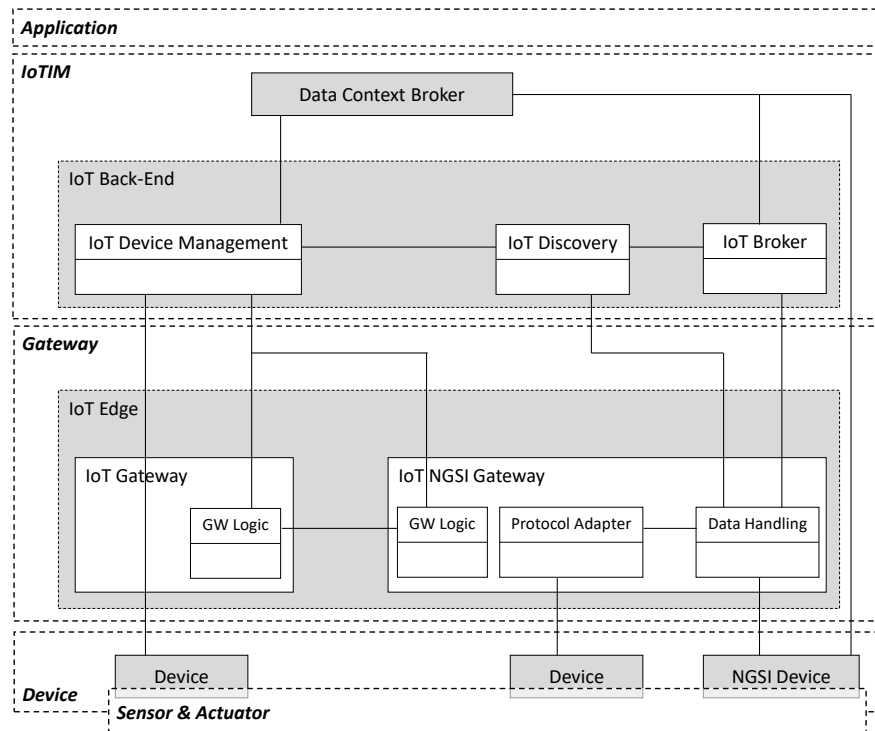 Application
IoTIM
Data Context Broker
IoT Back-End
IoT Device Management
IoT Discovery
IoT Broker
Gateway
IoT Edge
IoT Gateway
IoT NGSI Gateway
GW Logic
GW Logic
Protocol Adapter
Data Handling
Device
Device
NGSI Device
Device
Sensor & Actuator